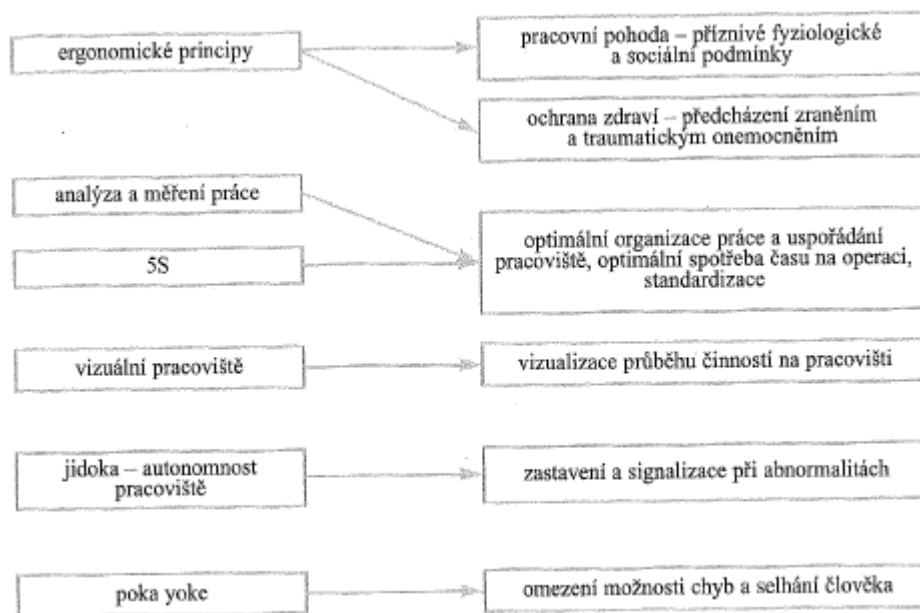 ergonomické principy
pracovní pohoda – příznivé fyziologické
a sociální podmínky
ochrana zdraví – předcházení zraněním
a traumatickým onemocněním
analýza a měření práce
5S
optimální organizace práce a uspořádání
pracoviště, optimální spotřeba času na operaci,
standardizace
vizuální pracoviště
vizualizace průběhu činností na pracovišti
jidoka – autonomnost
pracoviště
zastavení a signalizace při abnormalitách
poka yoke
omezení možnosti chyb a selhání člověka